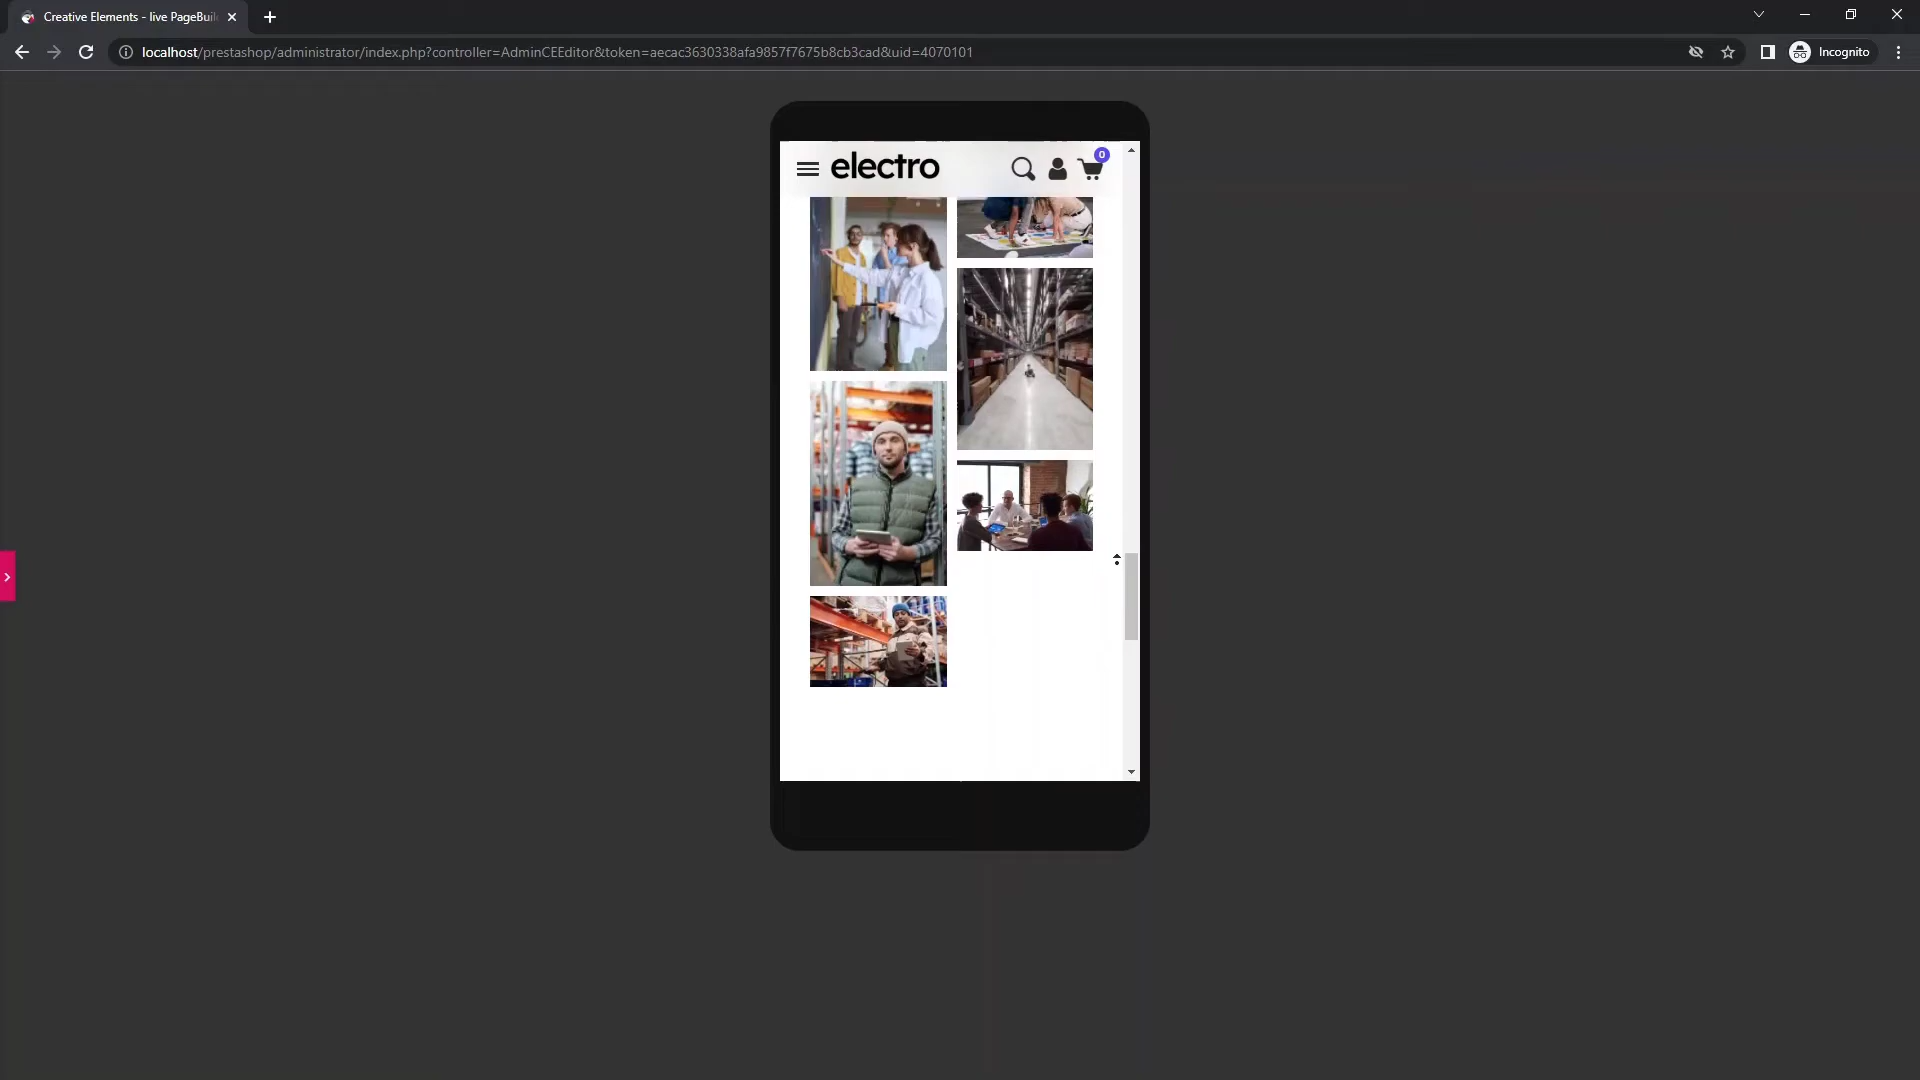 Creative Elements - live PageBuil
localhost/prestashop/administrator/index.php?controller=AdminCEEditor&token=aecac3630338afa9857f7675b8cb3cad&uid=4070101
Incognito
electro
0